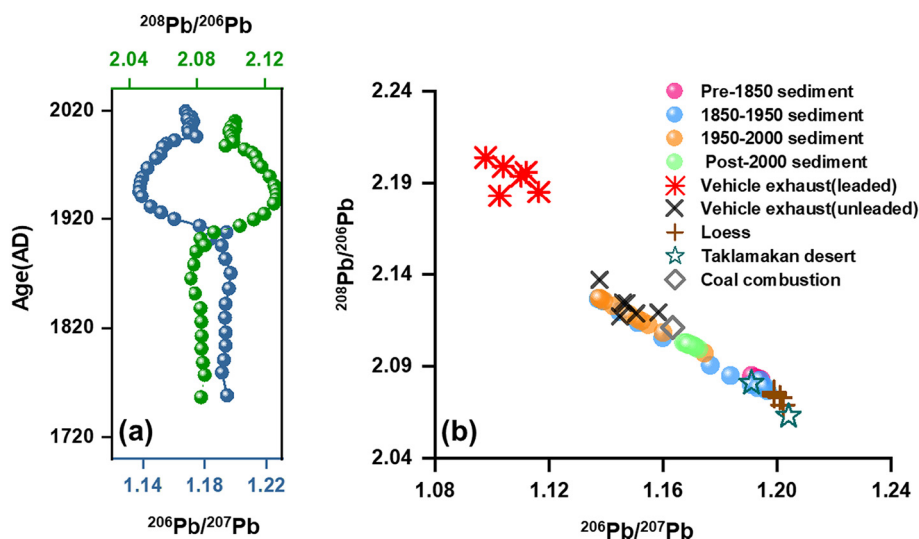 ²⁰⁸Pb/²⁰⁶Pb
2.04 2.08 2.12
2020
1920
1820
1720
Age(AD)
(a)
1.14 1.18 1.22
²⁰⁶Pb/²⁰⁷Pb
2.24
2.19
2.14
2.09
2.04
²⁰⁸Pb/²⁰⁶Pb
Pre-1850 sediment
1850-1950 sediment
1950-2000 sediment
Post-2000 sediment
Vehicle exhaust(leaded)
Vehicle exhaust(unleaded)
Loess
Taklamakan desert
Coal combustion
(b)
1.08 1.12 1.16 1.20 1.24
²⁰⁶Pb/²⁰⁷Pb